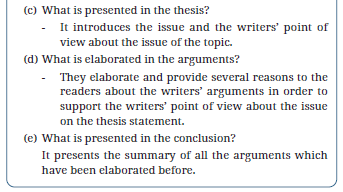 (c) What is presented in the thesis?
- It introduces the issue and the writers' point of
view about the issue of the topic.
(d) What is elaborated in the arguments?
- They elaborate and provide several reasons to the
readers about the writers' arguments in order to
support the writers' point of view about the issue
on the thesis statement.
(e) What is presented in the conclusion?
It presents the summary of all the arguments which
have been elaborated before.